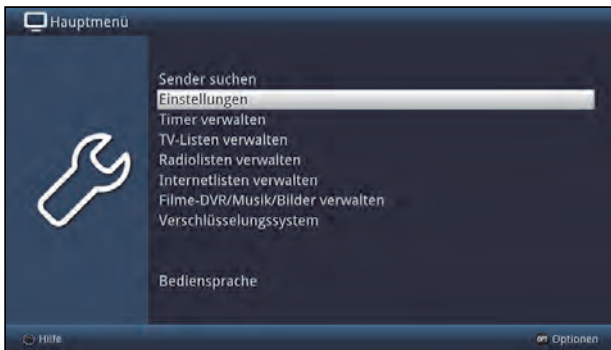 Hauptmenü
Sender suchen
Einstellungen
Timer verwalten
TV-Listen verwalten
Radiolisten verwalten
Internetlisten verwalten
Filme-DVR/Musik/Bilder verwalten
Verschlüsselungssystem
Bediensprache
Hilfe
OPT Optionen